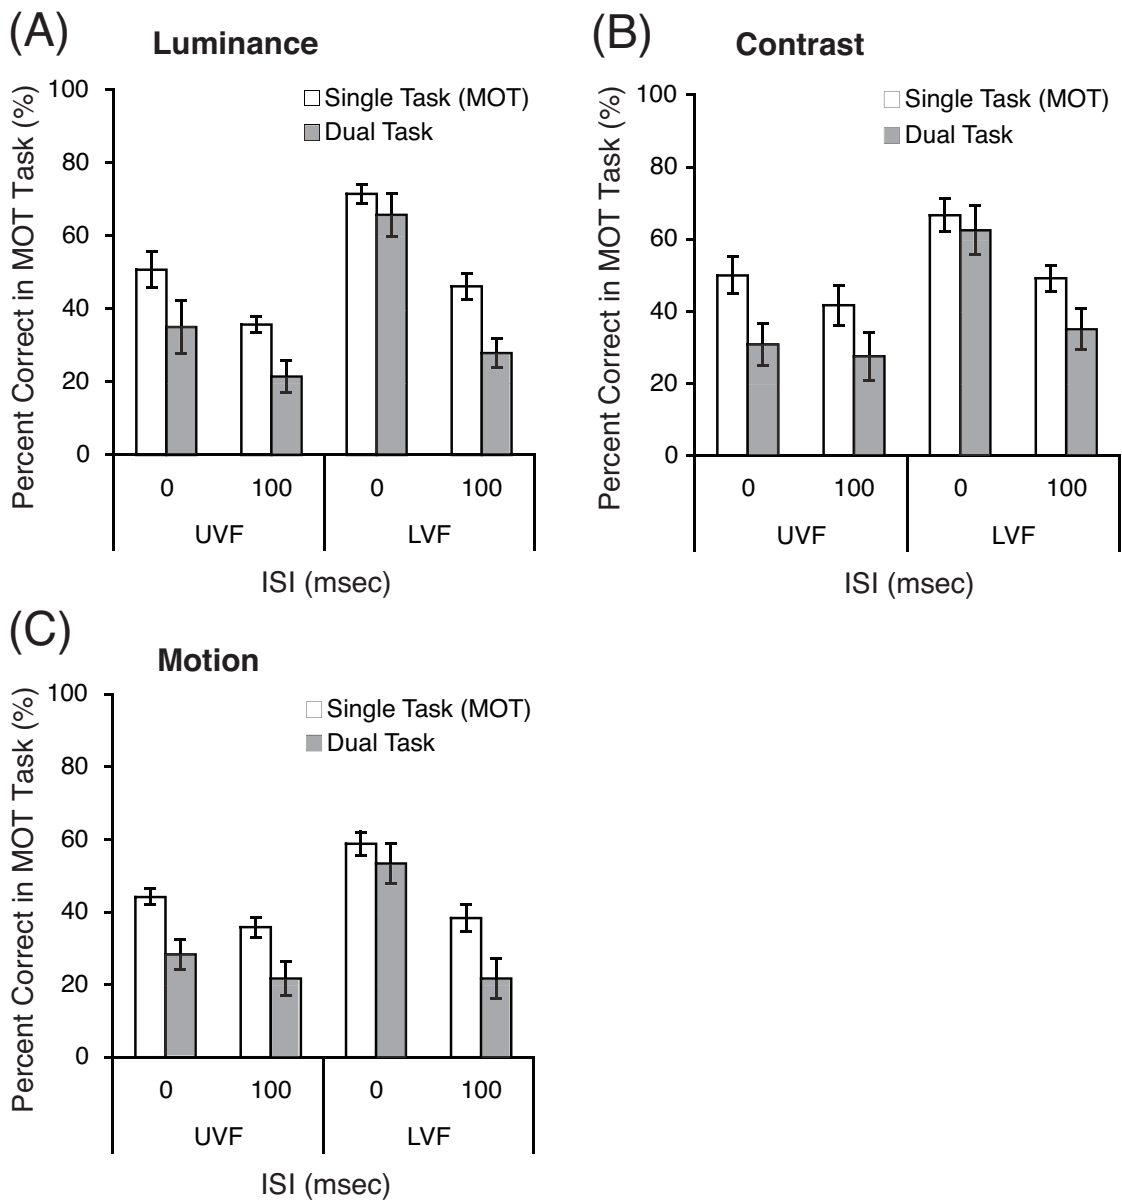 (A)
Luminance
Percent Correct in MOT Task (%)
100
80
60
40
20
0
Single Task (MOT)
Dual Task
0 100 0 100
UVF LVF
ISI (msec)
(B)
Contrast
Percent Correct in MOT Task (%)
100
80
60
40
20
0
Single Task (MOT)
Dual Task
0 100 0 100
UVF LVF
ISI (msec)
(C)
Motion
Percent Correct in MOT Task (%)
100
80
60
40
20
0
Single Task (MOT)
Dual Task
0 100 0 100
UVF LVF
ISI (msec)